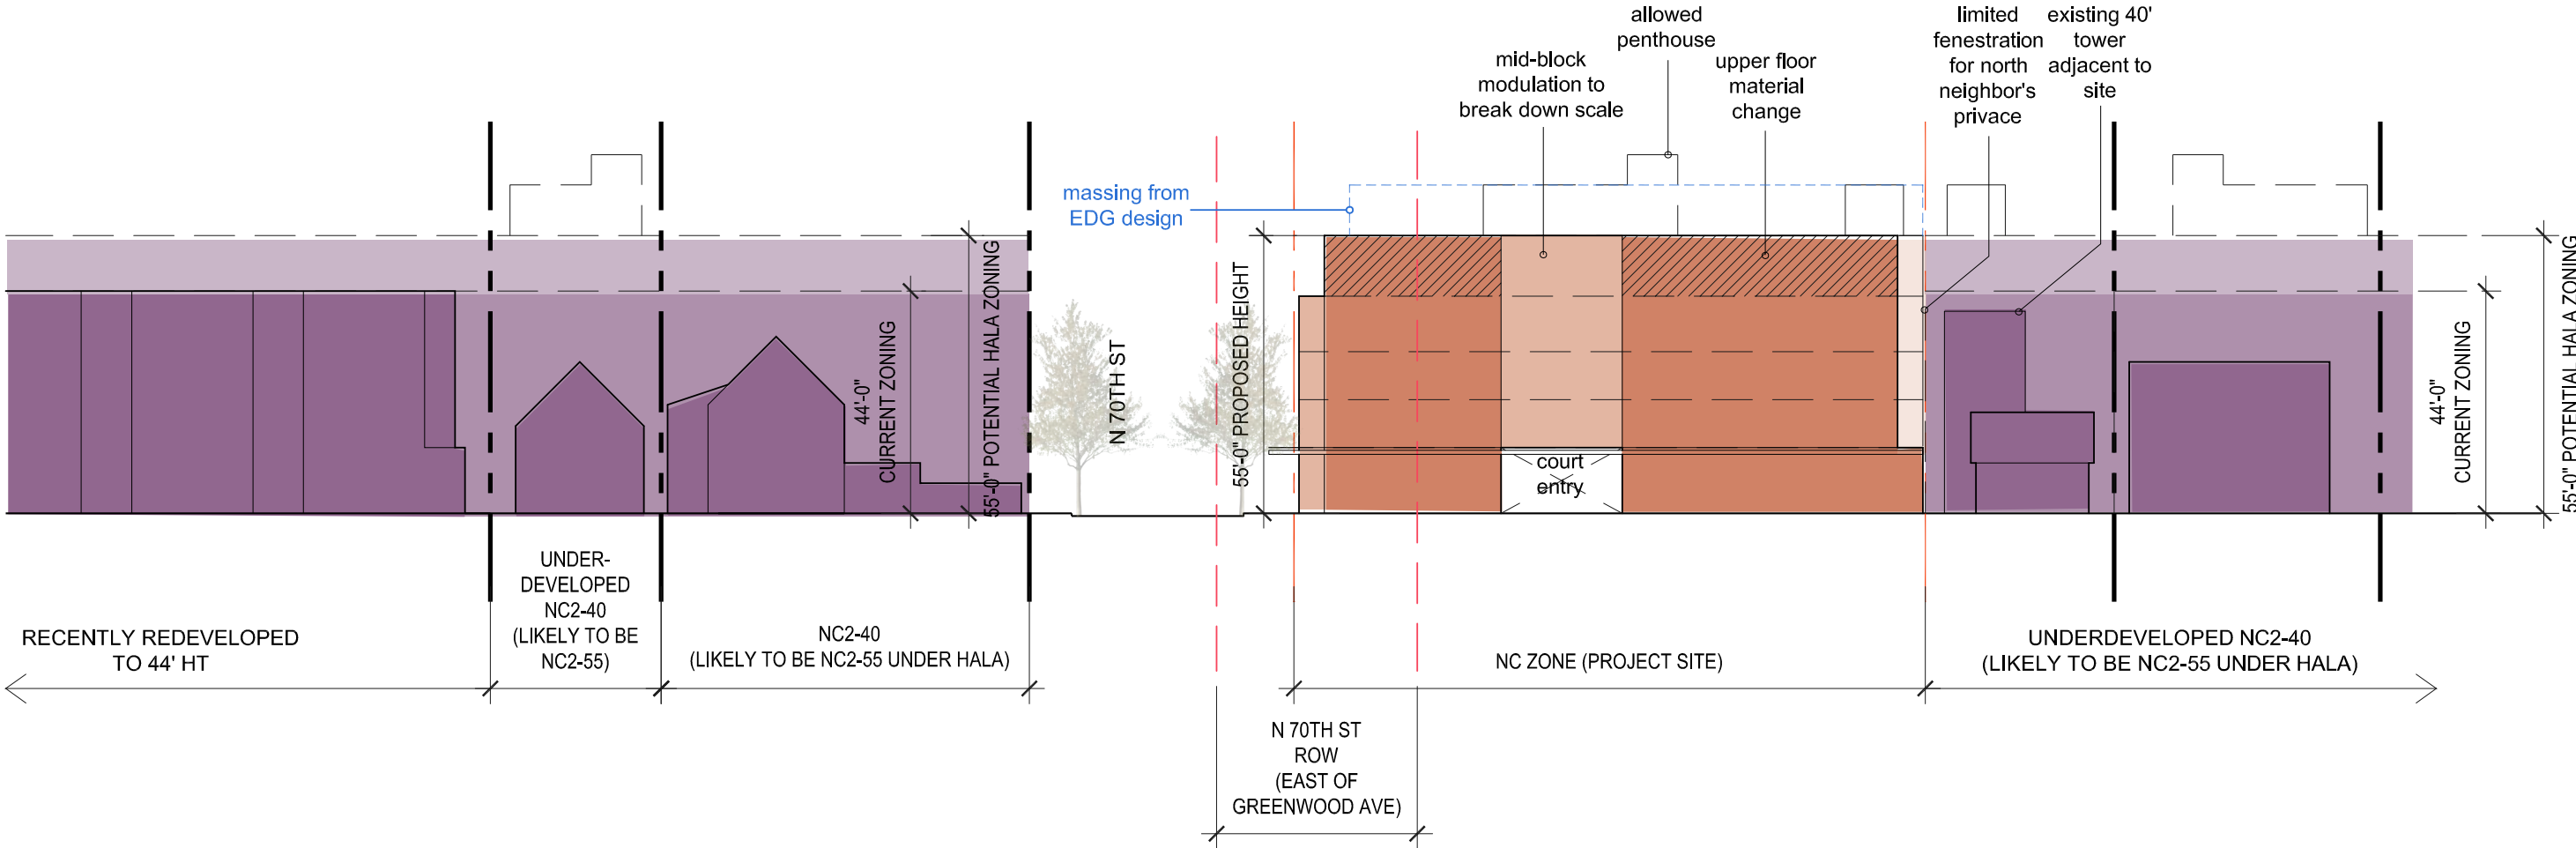 allowed
penthouse
mid-block
modulation to
break down scale
upper floor
material
change
limited
fenestration
for north
neighbor's
privace
existing 40'
tower
adjacent to
site
massing from
EDG design
44'-0"
CURRENT ZONING
55'-0" POTENTIAL HALA ZONING
N 70TH ST
55'-0" PROPOSED HEIGHT
court
entry
44'-0"
CURRENT ZONING
55'-0" POTENTIAL HALA ZONING
RECENTLY REDEVELOPED
TO 44' HT
UNDER-
DEVELOPED
NC2-40
(LIKELY TO BE
NC2-55)
NC2-40
(LIKELY TO BE NC2-55 UNDER HALA)
NC ZONE (PROJECT SITE)
UNDERDEVELOPED NC2-40
(LIKELY TO BE NC2-55 UNDER HALA)
N 70TH ST
ROW
(EAST OF
GREENWOOD AVE)